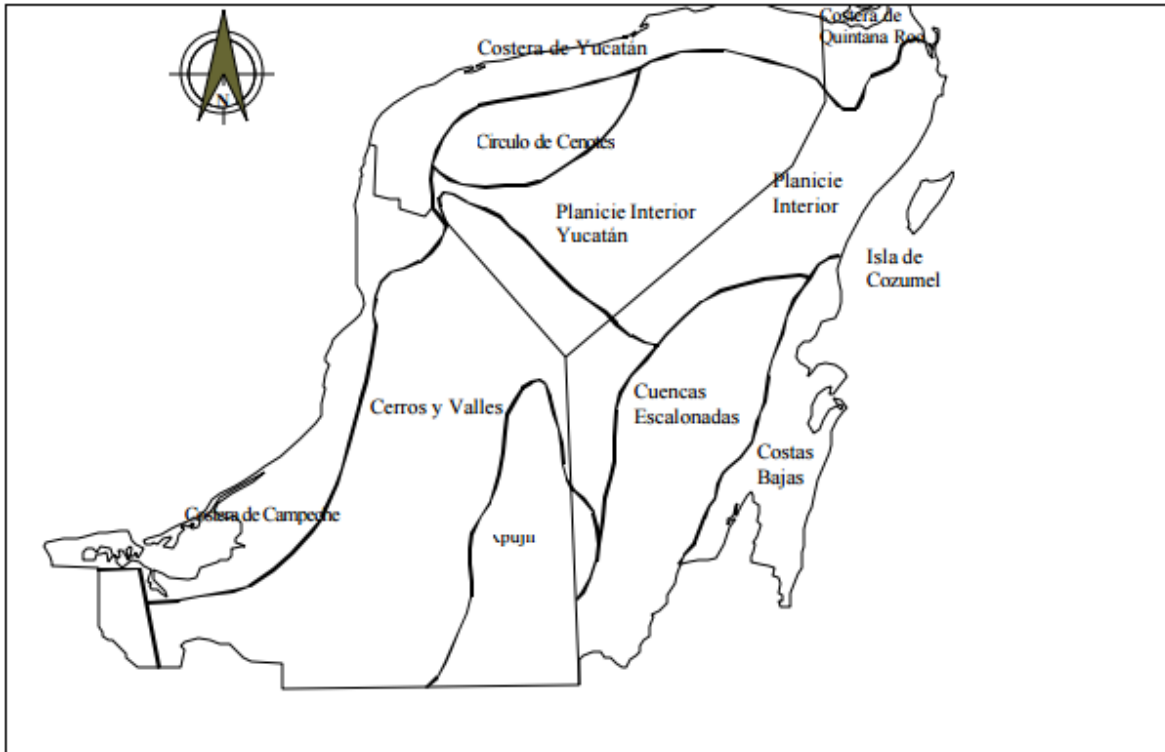 Costera de
Quintana Roo
Costera de Yucatán
N
Circulo de Cenotes
Planicie
Interior
Planicie Interior
Yucatán
Isla de
Cozumel
Cerros y Valles
Cuencas
Escalonadas
Costas
Bajas
Costera de Campeche